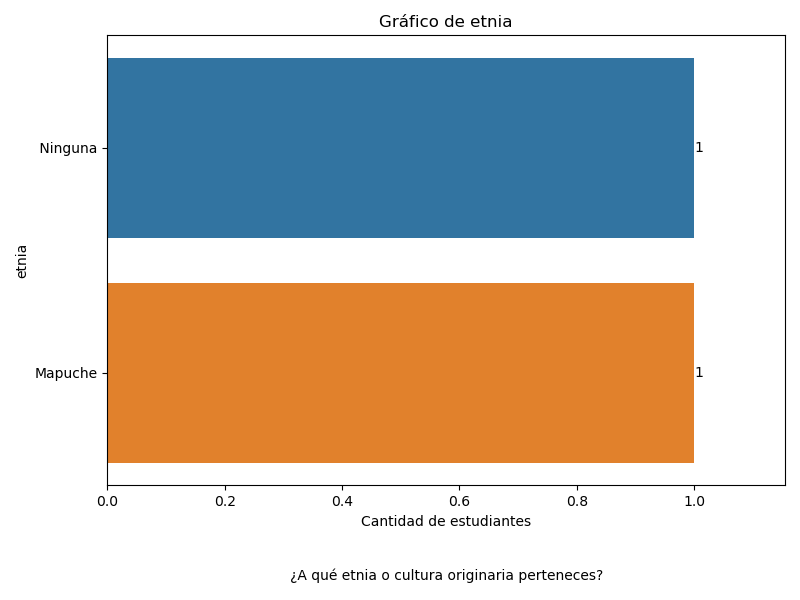 Gráfico de etnia
Ninguna
1
etnia
Mapuche
1
0.0 0.2 0.4 0.6 0.8 1.0
Cantidad de estudiantes
¿A qué etnia o cultura originaria perteneces?